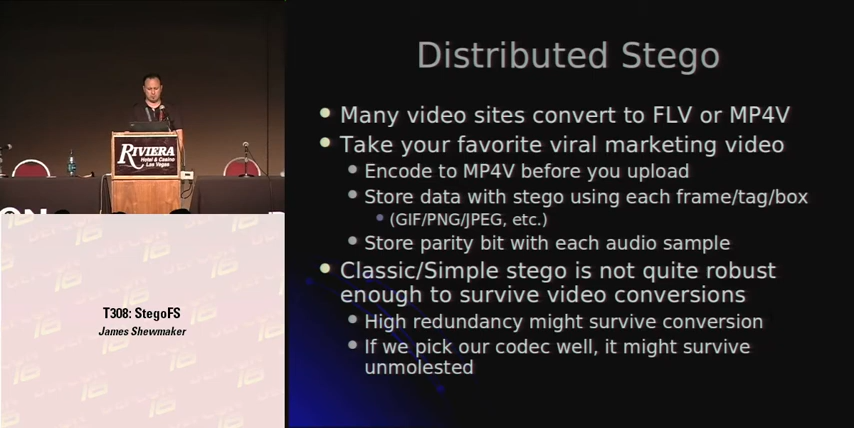 Distributed Stego
Many video sites convert to FLV or MP4V
Take your favorite viral marketing video
Encode to MP4V before you upload
Store data with stego using each frame/tag/box
(GIF/PNG/JPEG, etc.)
Store parity bit with each audio sample
Classic/Simple stego is not quite robust
enough to survive video conversions
High redundancy might survive conversion
If we pick our codec well, it might survive
unmolested
RIVIERA
Hotel & Casino
Las Vegas
T308: StegoFS
James Shewmaker